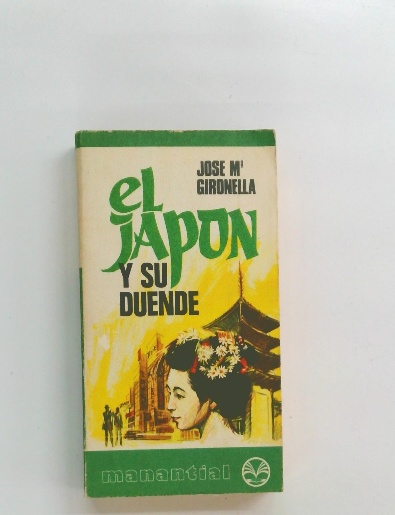 JOSE Mª
GIRONELLA
el
JAPON
Y SU
DUENDE
manantial